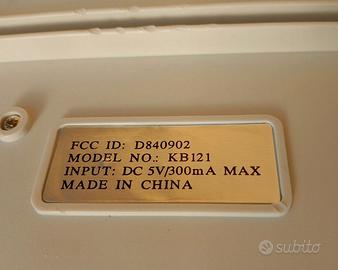 FCC ID: D840902
MODEL NO.: KB121
INPUT: DC 5V/300mA MAX
MADE IN CHINA
subito